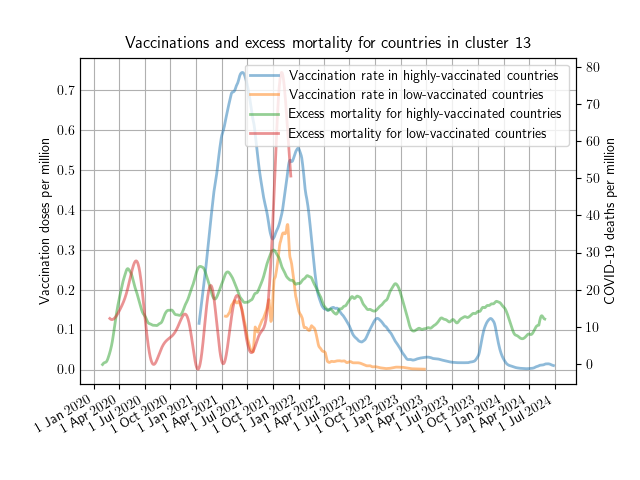 Vaccinations and excess mortality for countries in cluster 13
Vaccination rate in highly-vaccinated countries
Vaccination rate in low-vaccinated countries
Excess mortality for highly-vaccinated countries
Excess mortality for low-vaccinated countries
Vaccination doses per million
0.7
0.6
0.5
0.4
0.3
0.2
0.1
0.0
COVID-19 deaths per million
80
70
60
50
40
30
20
10
0
1 Jan 2020
1 Apr 2020
1 Jul 2020
1 Oct 2020
1 Jan 2021
1 Apr 2021
1 Jul 2021
1 Oct 2021
1 Jan 2022
1 Apr 2022
1 Jul 2022
1 Oct 2022
1 Jan 2023
1 Apr 2023
1 Jul 2023
1 Oct 2023
1 Jan 2024
1 Apr 2024
1 Jul 2024